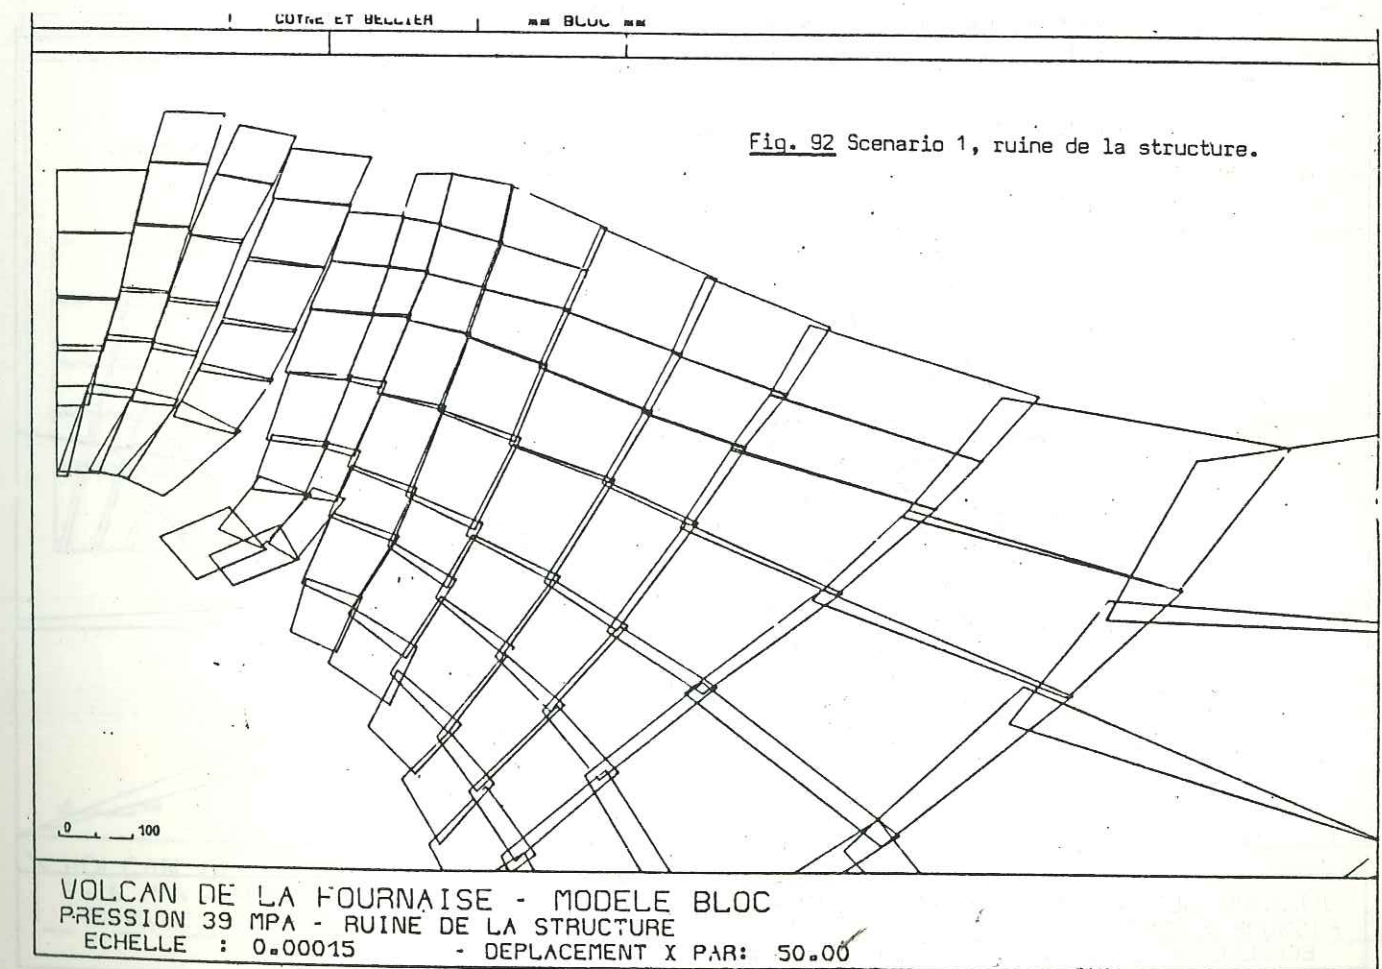 COYNE ET BELLIER == BLOC ==
Fig. 92 Scenario 1, ruine de la structure.
0 100
VOLCAN DE LA FOURNAISE - MODELE BLOC
PRESSION 39 MPA - RUINE DE LA STRUCTURE
ECHELLE : 0.00015 - DEPLACEMENT X PAR: 50.00